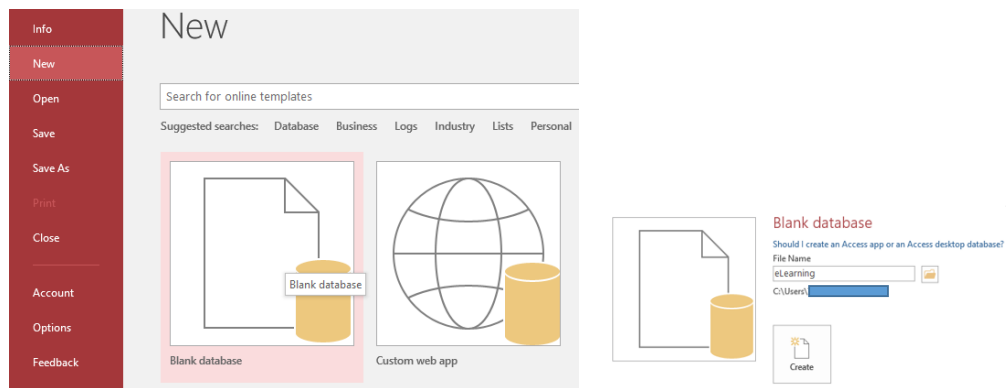 Info
New
Open
Save
Save As
Print
Close
Account
Options
Feedback
New
Search for online templates
Suggested searches: Database Business Logs Industry Lists Personal
Blank database
Blank database
Custom web app
Blank database
Should I create an Access app or an Access desktop database?
File Name
eLearning
C:\Users\
Create